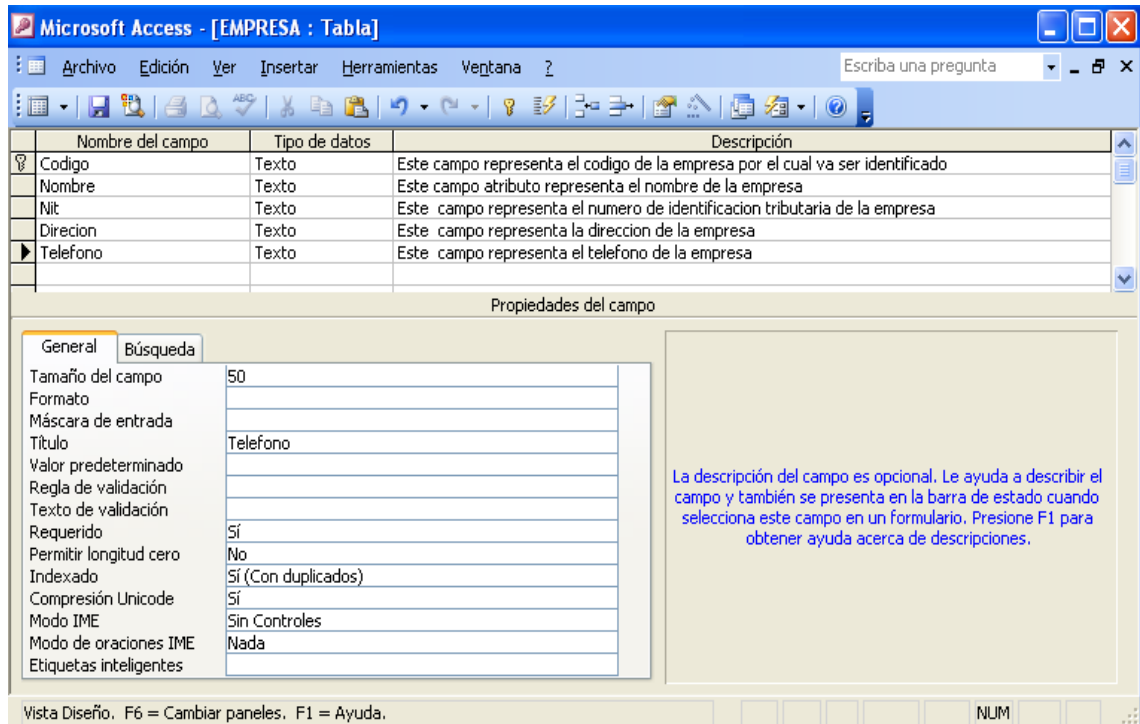 Microsoft Access - [EMPRESA : Tabla]
Archivo Edición Ver Insertar Herramientas Ventana ? Escriba una pregunta
Nombre del campo Tipo de datos Descripción
Codigo Texto Este campo representa el codigo de la empresa por el cual va ser identificado
Nombre Texto Este campo atributo representa el nombre de la empresa
Nit Texto Este campo representa el numero de identificacion tributaria de la empresa
Direcion Texto Este campo representa la direccion de la empresa
Telefono Texto Este campo representa el telefono de la empresa
Propiedades del campo
General Búsqueda
Tamaño del campo 50
Formato
Máscara de entrada
Título Telefono
Valor predeterminado
Regla de validación
Texto de validación
Requerido Sí
Permitir longitud cero No
Indexado Sí (Con duplicados)
Compresión Unicode Sí
Modo IME Sin Controles
Modo de oraciones IME Nada
Etiquetas inteligentes
La descripción del campo es opcional. Le ayuda a describir el
campo y también se presenta en la barra de estado cuando
selecciona este campo en un formulario. Presione F1 para
obtener ayuda acerca de descripciones.
Vista Diseño. F6 = Cambiar paneles. F1 = Ayuda. NUM